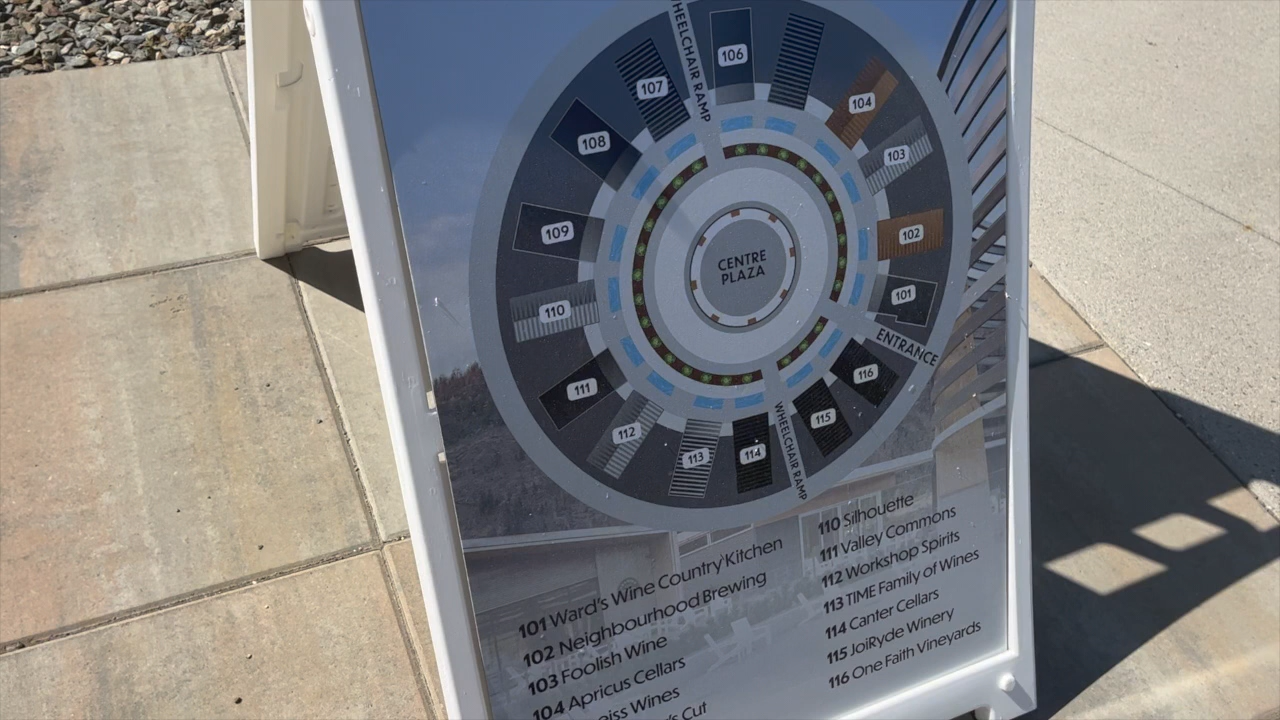 WHEELCHAIR RAMP
106
107
104
108
103
109
102
CENTRE
PLAZA
101
110
ENTRANCE
116
111
115
112
WHEELCHAIR RAMP
114
113
101 Ward's Wine Country Kitchen
102 Neighbourhood Brewing
103 Foolish Wine
104 Apricus Cellars
Wines
Cut
110 Silhouette
111 Valley Commons
112 Workshop Spirits
113 TIME Family of Wines
114 Canter Cellars
115 JoiRyde Winery
116 One Faith Vineyards